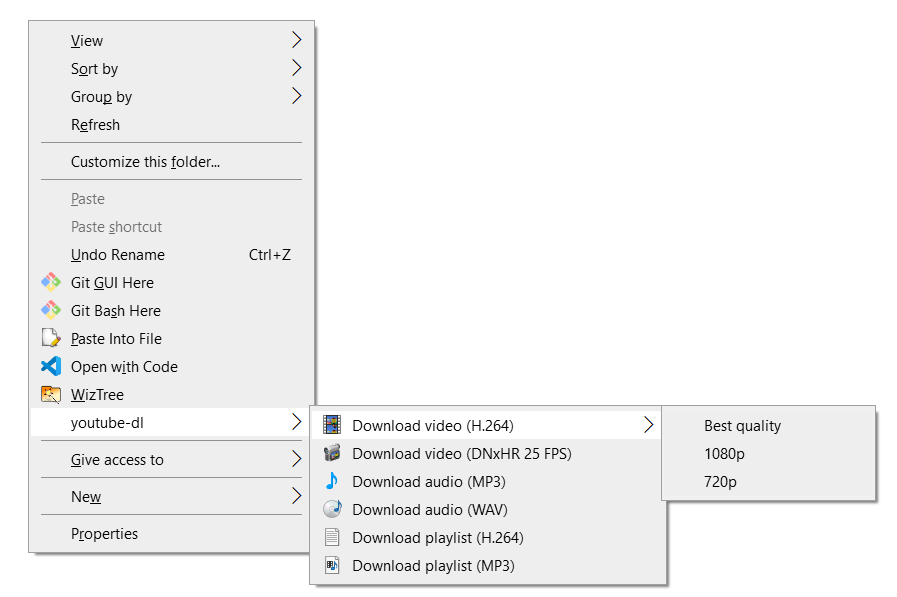 View
Sort by
Group by
Refresh
Customize this folder...
Paste
Paste shortcut
Undo Rename Ctrl+Z
Git GUI Here
Git Bash Here
Paste Into File
Open with Code
WizTree
youtube-dl
Give access to
New
Properties
Download video (H.264)
Download video (DNxHR 25 FPS)
Download audio (MP3)
Download audio (WAV)
Download playlist (H.264)
Download playlist (MP3)
Best quality
1080p
720p